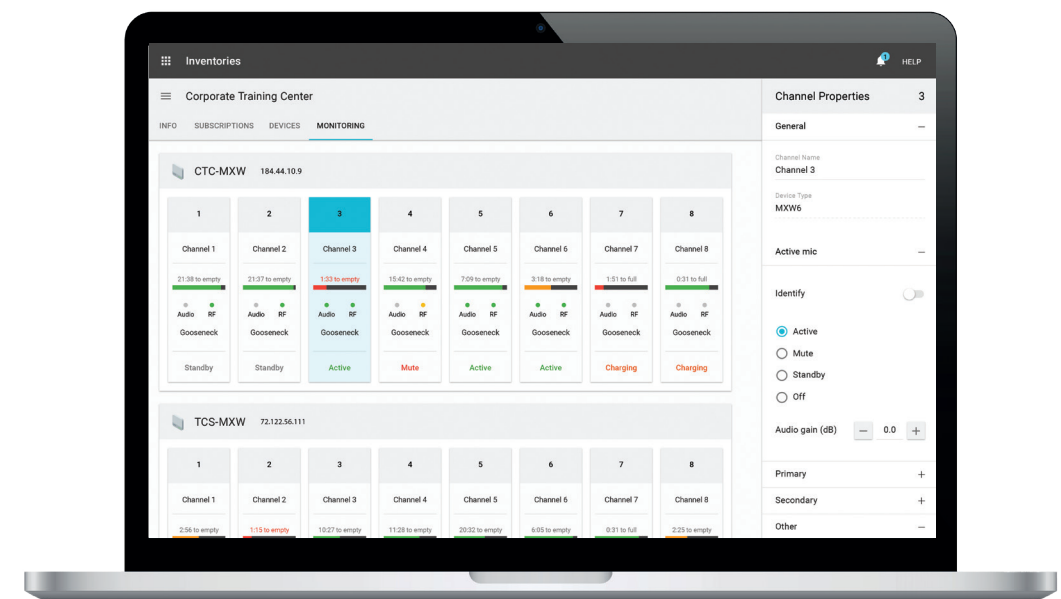 Inventories
1
HELP
Corporate Training Center
INFO SUBSCRIPTIONS DEVICES MONITORING
CTC-MXW 184.44.10.9
1 2 3 4 5 6 7 8
Channel 1 Channel 2 Channel 3 Channel 4 Channel 5 Channel 6 Channel 7 Channel 8
21:38 to empty 21:37 to empty 1:33 to empty 15:42 to empty 7:09 to empty 3:18 to empty 1:51 to full 0:31 to full
Audio RF Audio RF Audio RF Audio RF Audio RF Audio RF Audio RF Audio RF
Gooseneck Gooseneck Gooseneck Gooseneck Gooseneck Gooseneck Gooseneck Gooseneck
Standby Standby Active Mute Active Active Charging Charging
TCS-MXW 72.122.56.111
1 2 3 4 5 6 7 8
Channel 1 Channel 2 Channel 3 Channel 4 Channel 5 Channel 6 Channel 7 Channel 8
2:56 to empty 1:15 to empty 10:27 to empty 11:28 to empty 20:32 to empty 6:05 to empty 0:31 to full 2:25 to empty
Channel Properties 3
General −
Channel Name
Channel 3
Device Type
MXW6
Active mic −
Identify
Active
Mute
Standby
Off
Audio gain (dB) − 0.0 +
Primary +
Secondary +
Other −